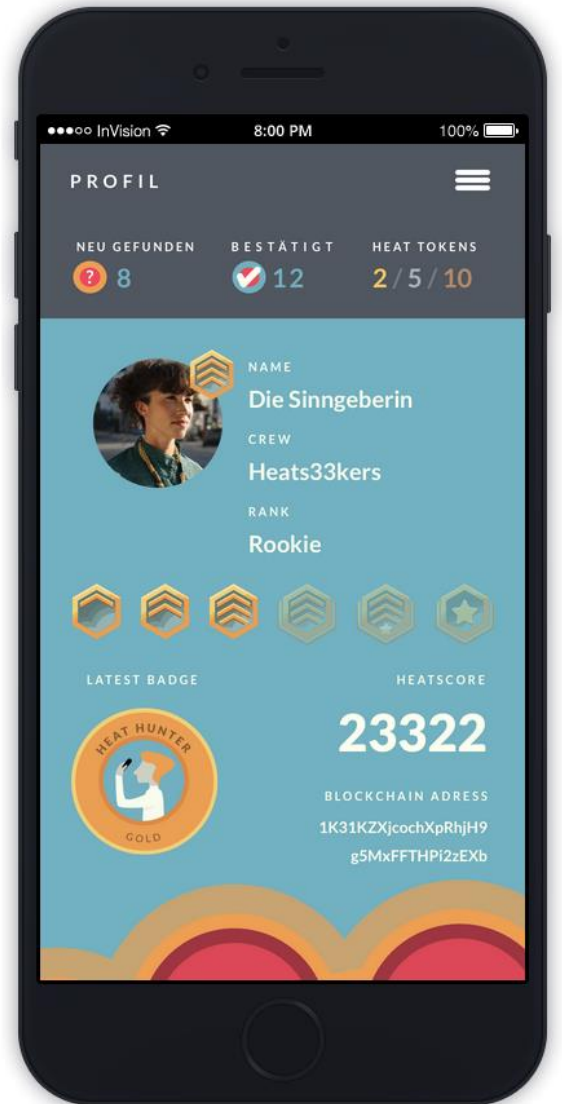 InVision 8:00 PM 100%
PROFIL
NEU GEFUNDEN BESTÄTIGT HEAT TOKENS
? 8 12 2 / 5 / 10
NAME
Die Sinngeberin
CREW
Heats33kers
RANK
Rookie
LATEST BADGE HEATSCORE
HEAT HUNTER
GOLD
23322
BLOCKCHAIN ADRESS
1K31KZXjcochXpRhjH9
g5MxFFTHPi2zEXb